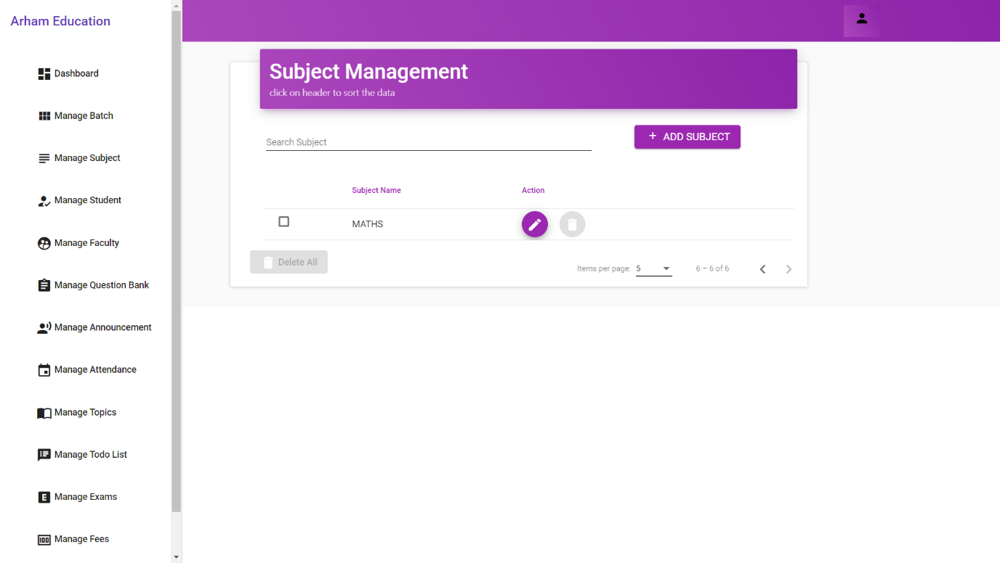 Arham Education
Dashboard
Manage Batch
Manage Subject
Manage Student
Manage Faculty
Manage Question Bank
Manage Announcement
Manage Attendance
Manage Topics
Manage Todo List
E Manage Exams
100 Manage Fees
Subject Management
click on header to sort the data
Search Subject
+ ADD SUBJECT
Subject Name Action
MATHS
Delete All
Items per page: 5 6 – 6 of 6